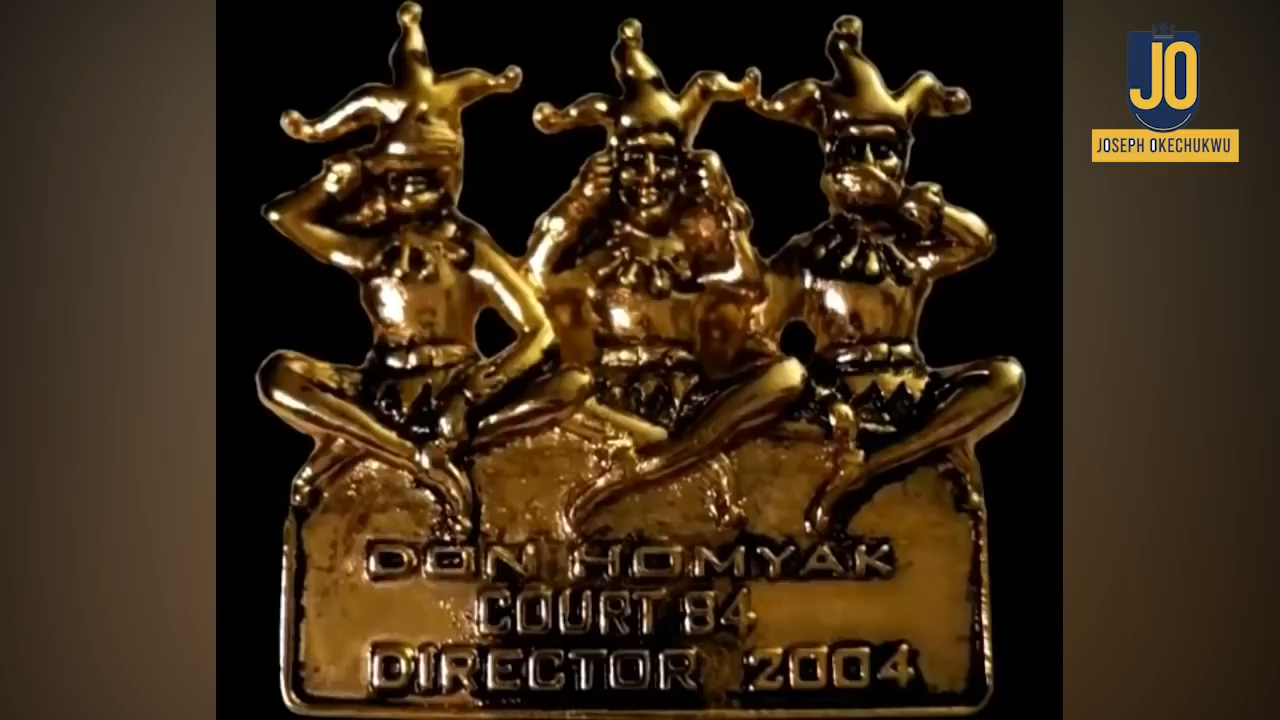 JO
JOSEPH OKECHUKWU
DON HOMYAK
COURT 84
DIRECTOR 2004